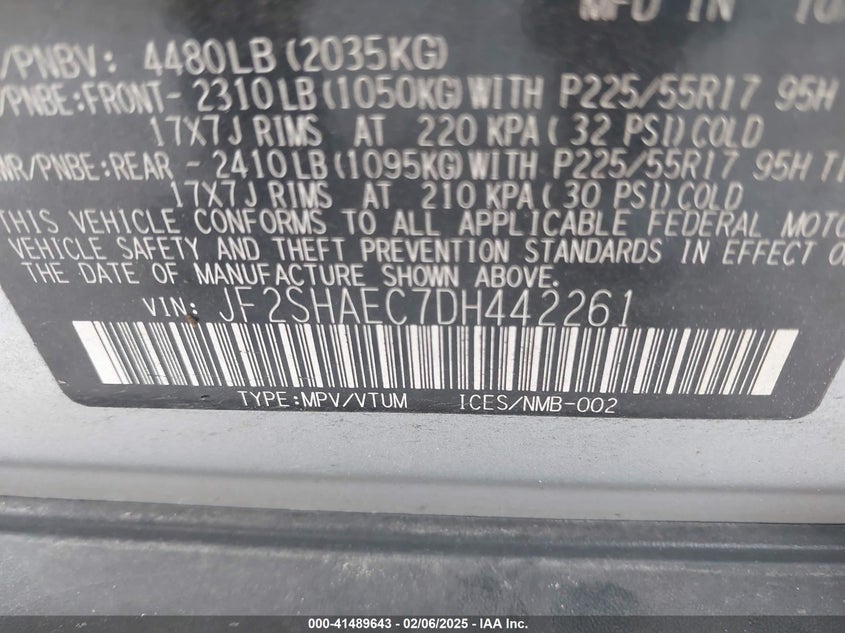 MFD IN
/PNBV: 4480LB (2035KG)
/PNBE:FRONT- 2310LB(1050KG)WITH P225/55R17 95H
17X7J RIMS AT 220 KPA( 32 PSI)COLD
WR/PNBE:REAR - 2410LB(1095KG)WITH P225/55R17 95H TI
17X7J RIMS AT 210 KPA( 30 PSI)COLD
THIS VEHICLE CONFORMS TO ALL APPLICABLE FEDERAL MOTO
VEHICLE SAFETY AND THEFT PREVENTION STANDARDS IN EFFECT O
THE DATE OF MANUFACTURE SHOWN ABOVE.
VIN: JF2SHAEC7DH442261
TYPE:MPV/VTUM ICES/NMB-002
000-41489643 - 02/06/2025 - IAA Inc.